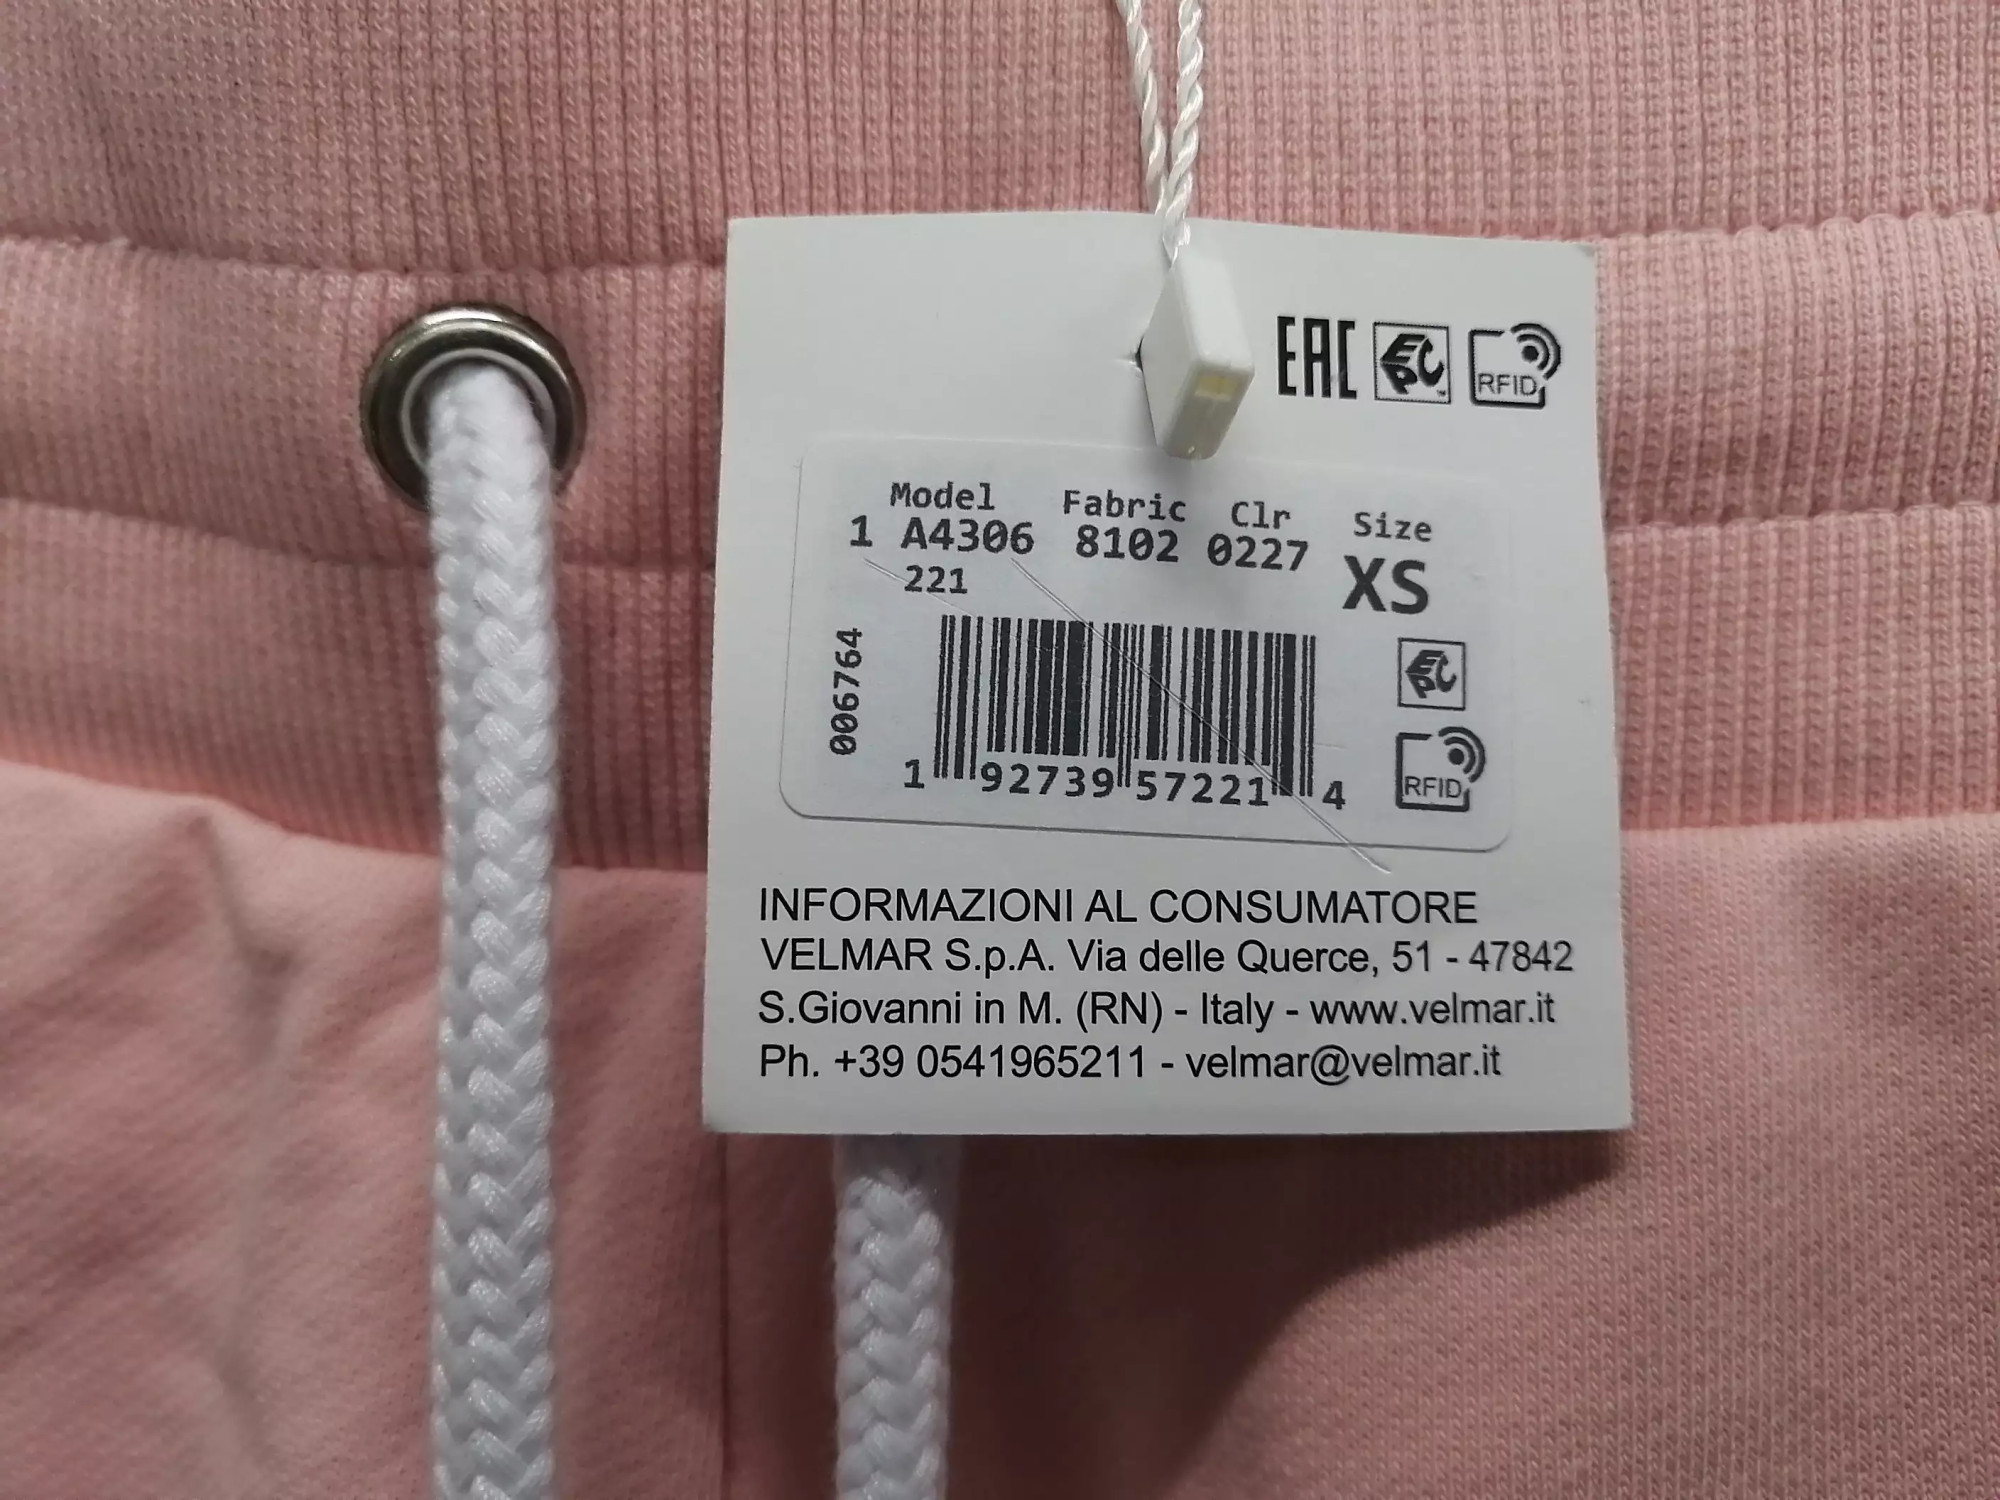 EAC EPC RFID
Model Fabric Clr Size
1 A4306 8102 0227 XS
221
006764
EPC
RFID
1 92739 57221 4
INFORMAZIONI AL CONSUMATORE
VELMAR S.p.A. Via delle Querce, 51 - 47842
S.Giovanni in M. (RN) - Italy - www.velmar.it
Ph. +39 0541965211 - velmar@velmar.it